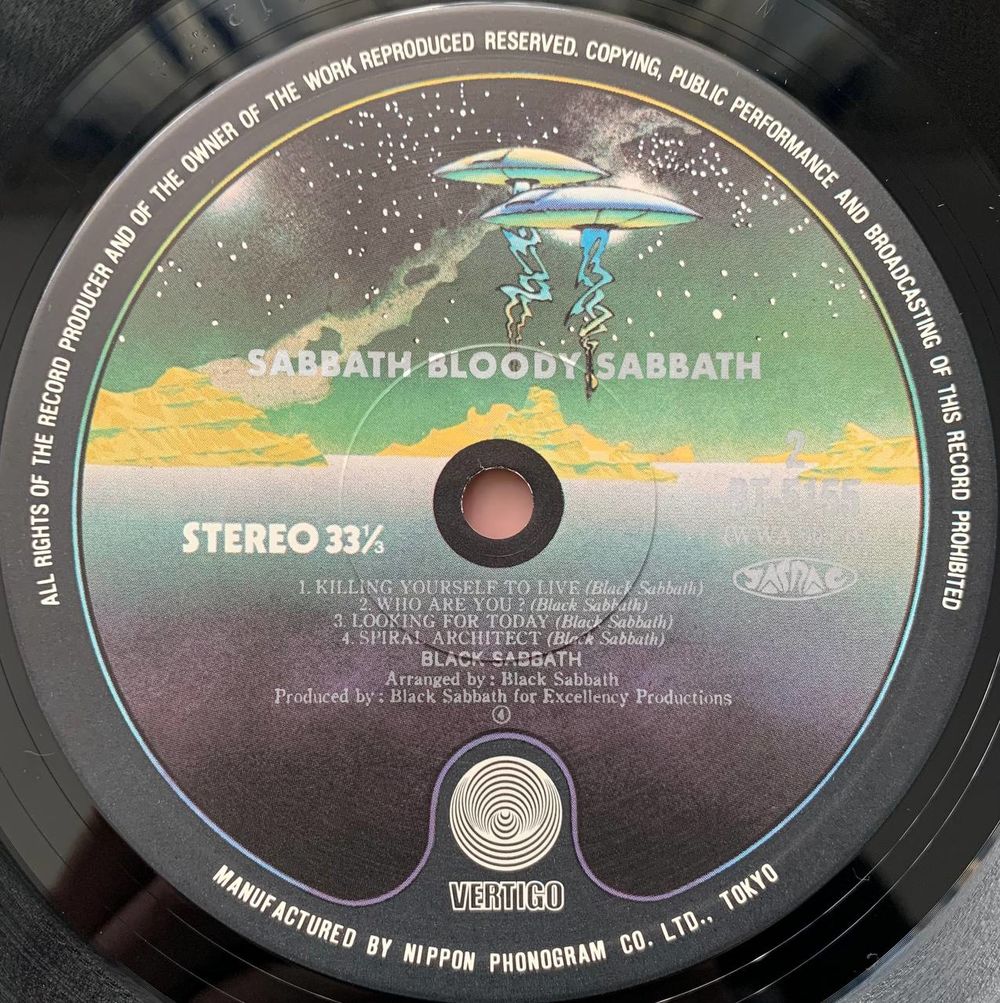 ALL RIGHTS OF THE RECORD PRODUCER AND OF THE OWNER OF THE WORK REPRODUCED RESERVED. COPYING, PUBLIC PERFORMANCE AND BROADCASTING OF THIS RECORD PROHIBITED
SABBATH BLOODY SABBATH
2
STEREO 33⅓
JASRAC
1. KILLING YOURSELF TO LIVE (Black Sabbath)
2. WHO ARE YOU ? (Black Sabbath)
3. LOOKING FOR TODAY (Black Sabbath)
4. SPIRAL ARCHITECT (Black Sabbath)
BLACK SABBATH
Arranged by : Black Sabbath
Produced by : Black Sabbath for Excellency Productions
④
VERTIGO
MANUFACTURED BY NIPPON PHONOGRAM CO. LTD., TOKYO